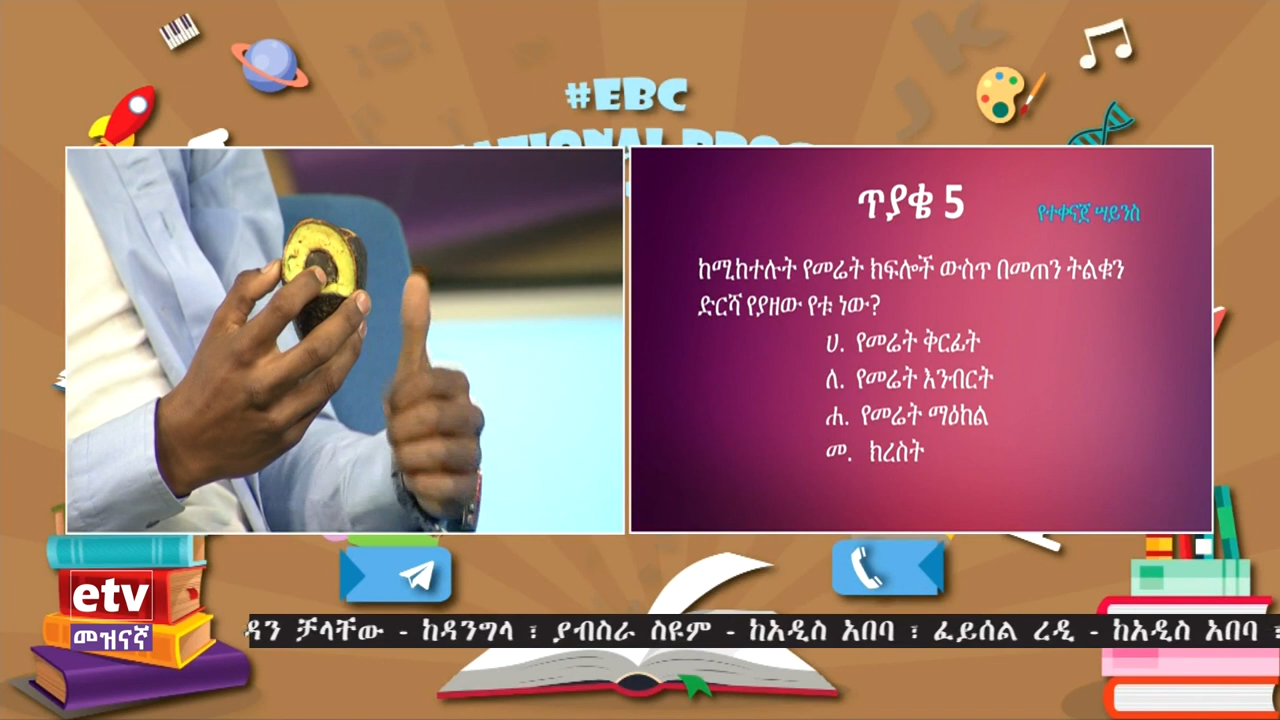 #EBC
ጥያቄ 5
የተቀናጀ ሣይንስ
ከሚከተሉት የመሬት ክፍሎች ውስጥ በመጠን ትልቁን
ድርሻ የያዘው የቱ ነው?
ሀ. የመሬት ቅርፊት
ለ. የመሬት እንብርት
ሐ. የመሬት ማዕከል
መ. ክረስት
etv
መዝናኛ
ዳን ቻላቸው - ከዳንግላ ፣ ያብስራ ስዩም - ከአዲስ አበባ ፣ ፈይሰል ረዲ - ከአዲስ አበባ ፣